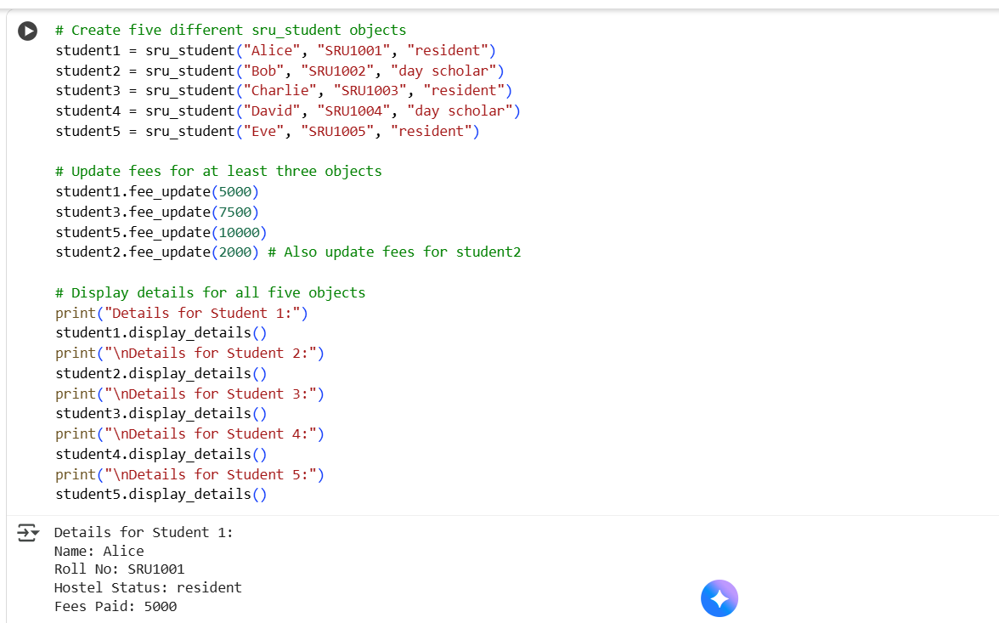 # Create five different sru_student objects
student1 = sru_student("Alice", "SRU1001", "resident")
student2 = sru_student("Bob", "SRU1002", "day scholar")
student3 = sru_student("Charlie", "SRU1003", "resident")
student4 = sru_student("David", "SRU1004", "day scholar")
student5 = sru_student("Eve", "SRU1005", "resident")

# Update fees for at least three objects
student1.fee_update(5000)
student3.fee_update(7500)
student5.fee_update(10000)
student2.fee_update(2000) # Also update fees for student2

# Display details for all five objects
print("Details for Student 1:")
student1.display_details()
print("\nDetails for Student 2:")
student2.display_details()
print("\nDetails for Student 3:")
student3.display_details()
print("\nDetails for Student 4:")
student4.display_details()
print("\nDetails for Student 5:")
student5.display_details()

Details for Student 1:
Name: Alice
Roll No: SRU1001
Hostel Status: resident
Fees Paid: 5000